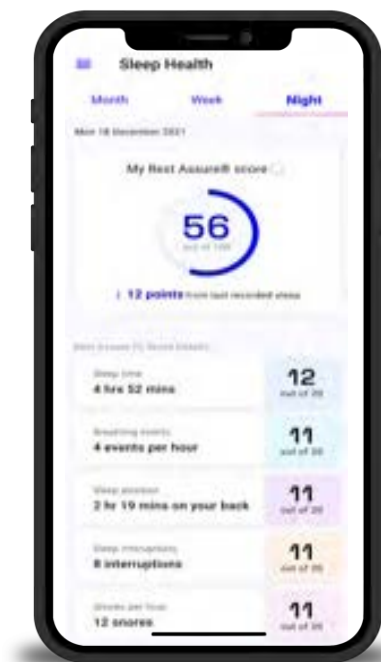 Sleep Health
Month Week Night
Mon 18 December 2021
My Rest Assure® score
56
out of 100
12 points from last recorded sleep
Sleep time
4 hrs 52 mins
12
out of 20
Breathing events
4 events per hour
11
out of 20
Sleep position
2 hr 19 mins on your back
11
out of 20
Sleep interruptions
8 interruptions
11
out of 20
Snores per hour
12 snores
11
out of 20